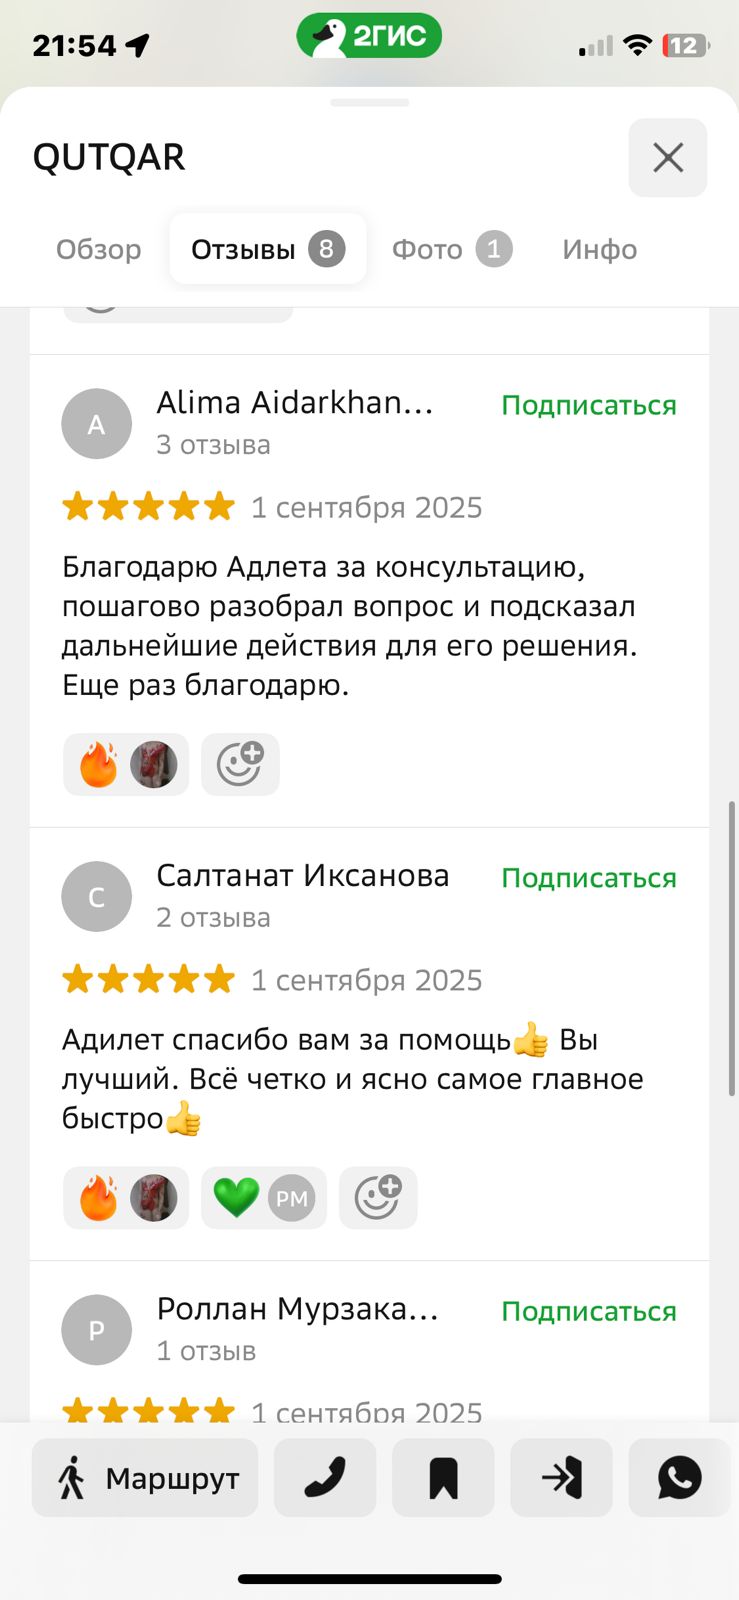 21:54
2ГИС
12
QUTQAR
Обзор
Отзывы 8
Фото 1
Инфо
A
Alima Aidarkhan...
Подписаться
3 отзыва
1 сентября 2025
Благодарю Адлета за консультацию,
пошагово разобрал вопрос и подсказал
дальнейшие действия для его решения.
Еще раз благодарю.
С
Салтанат Иксанова
Подписаться
2 отзыва
1 сентября 2025
Адилет спасибо вам за помощь👍 Вы
лучший. Всё четко и ясно самое главное
быстро👍
РМ
Р
Роллан Мурзака...
Подписаться
1 отзыв
1 сентября 2025
Маршрут